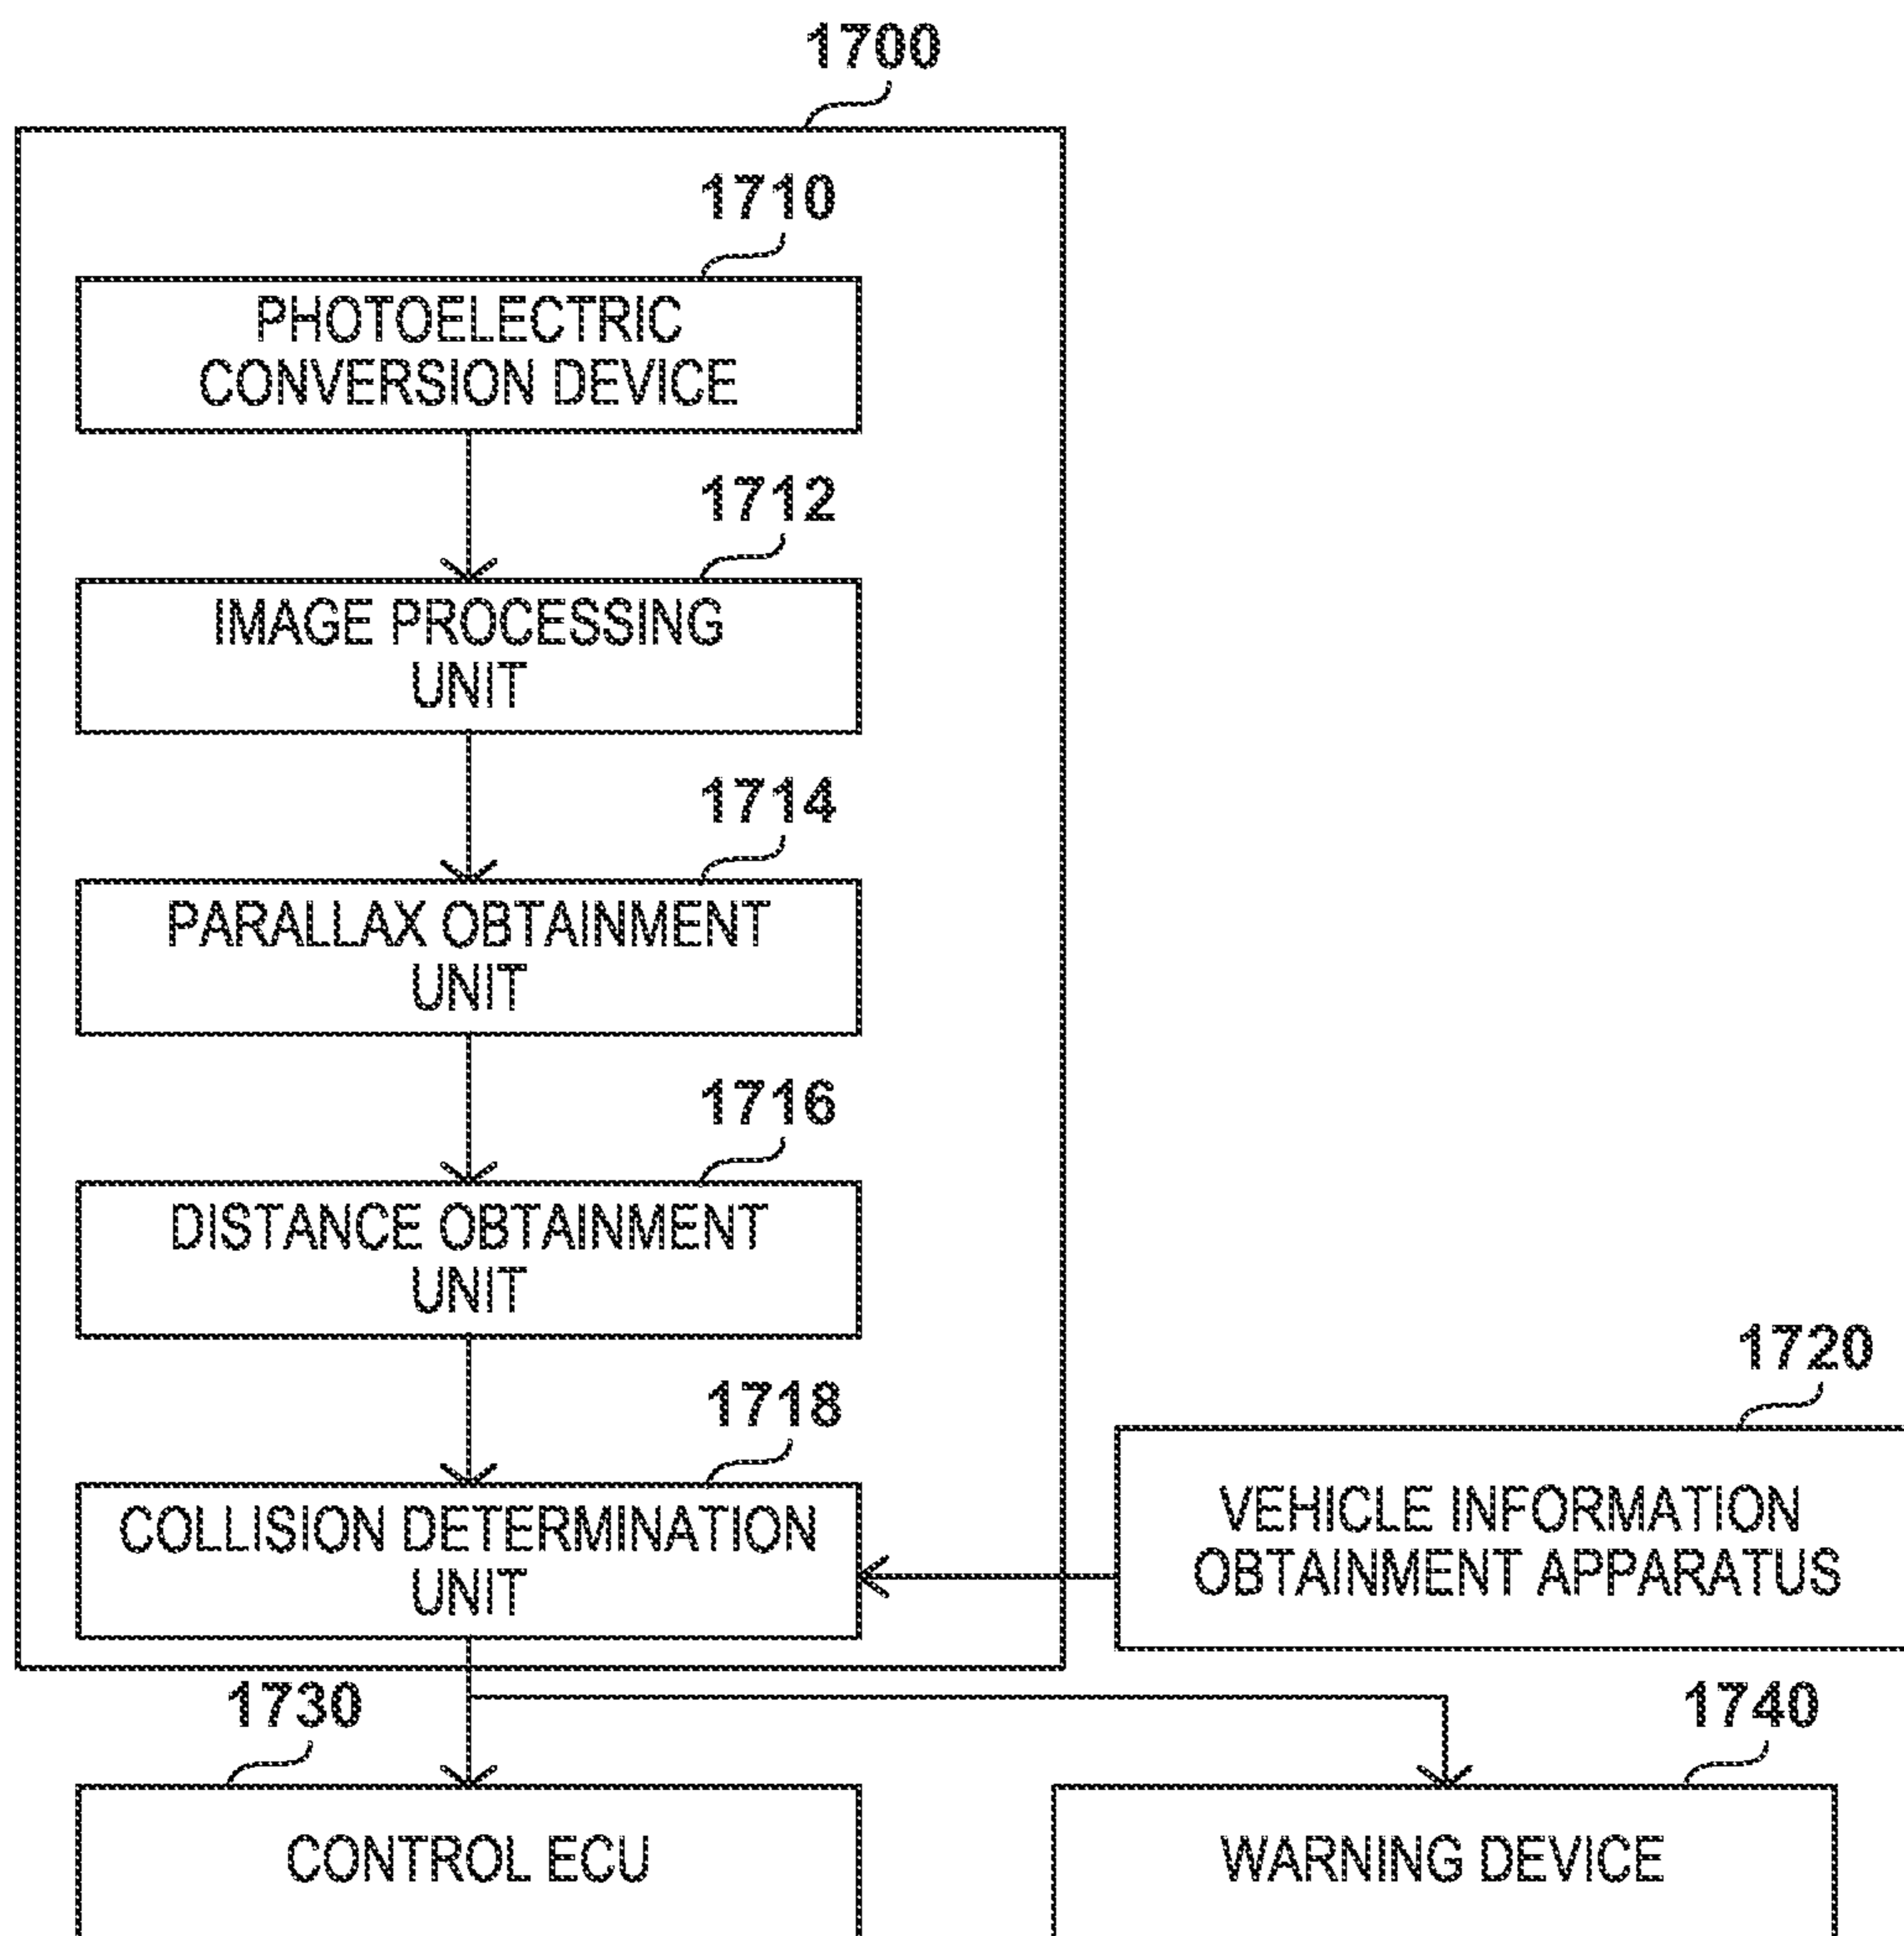 1700
1710
PHOTOELECTRIC
CONVERSION DEVICE
1712
IMAGE PROCESSING
UNIT
1714
PARALLAX OBTAINMENT
UNIT
1716
DISTANCE OBTAINMENT
UNIT
1718
COLLISION DETERMINATION
UNIT
1720
VEHICLE INFORMATION
OBTAINMENT APPARATUS
1730
CONTROL ECU
1740
WARNING DEVICE